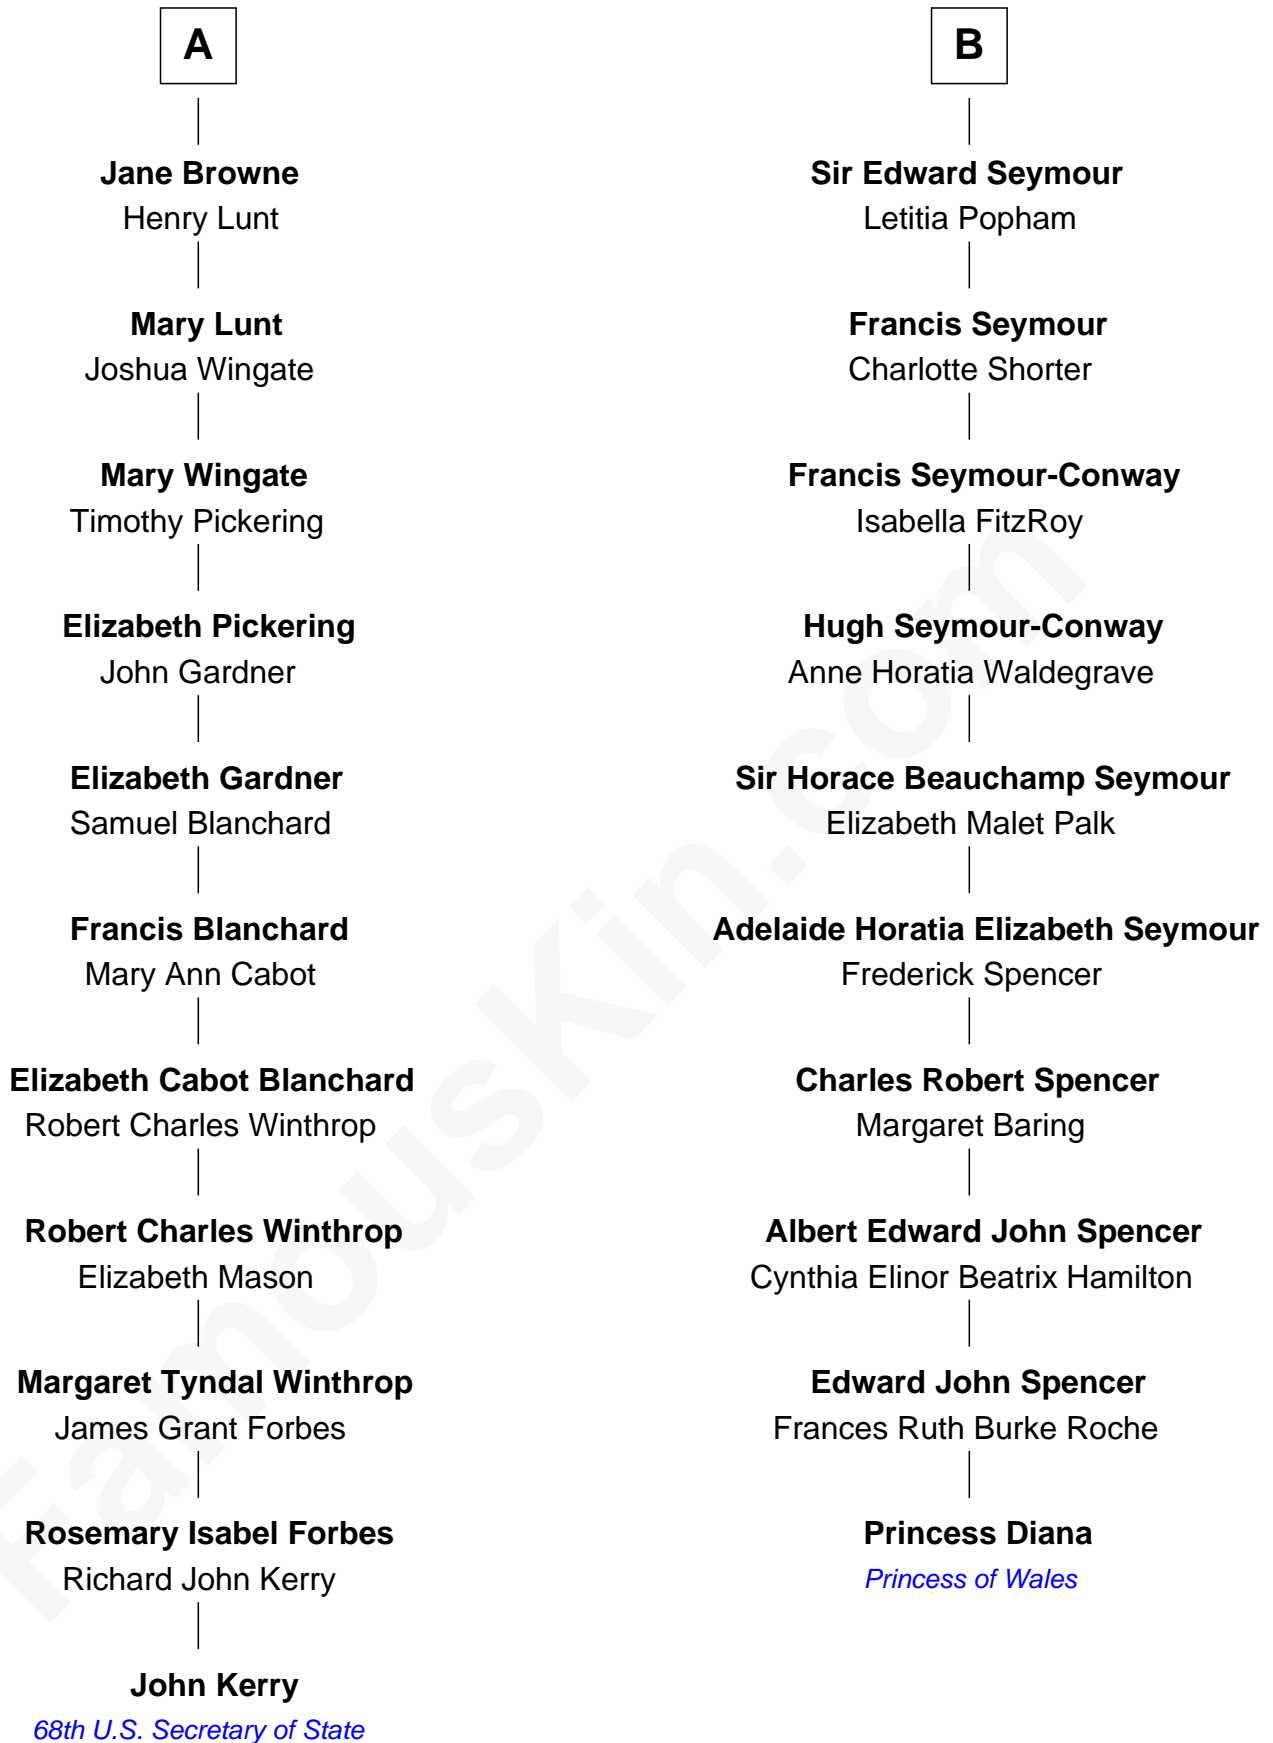 A
Jane Browne
Henry Lunt
Mary Lunt
Joshua Wingate
Mary Wingate
Timothy Pickering
Elizabeth Pickering
John Gardner
Elizabeth Gardner
Samuel Blanchard
Francis Blanchard
Mary Ann Cabot
Elizabeth Cabot Blanchard
Robert Charles Winthrop
Robert Charles Winthrop
Elizabeth Mason
Margaret Tyndal Winthrop
James Grant Forbes
Rosemary Isabel Forbes
Richard John Kerry
John Kerry
68th U.S. Secretary of State
B
Sir Edward Seymour
Letitia Popham
Francis Seymour
Charlotte Shorter
Francis Seymour-Conway
Isabella FitzRoy
Hugh Seymour-Conway
Anne Horatia Waldegrave
Sir Horace Beauchamp Seymour
Elizabeth Malet Palk
Adelaide Horatia Elizabeth Seymour
Frederick Spencer
Charles Robert Spencer
Margaret Baring
Albert Edward John Spencer
Cynthia Elinor Beatrix Hamilton
Edward John Spencer
Frances Ruth Burke Roche
Princess Diana
Princess of Wales
FamousKin.com